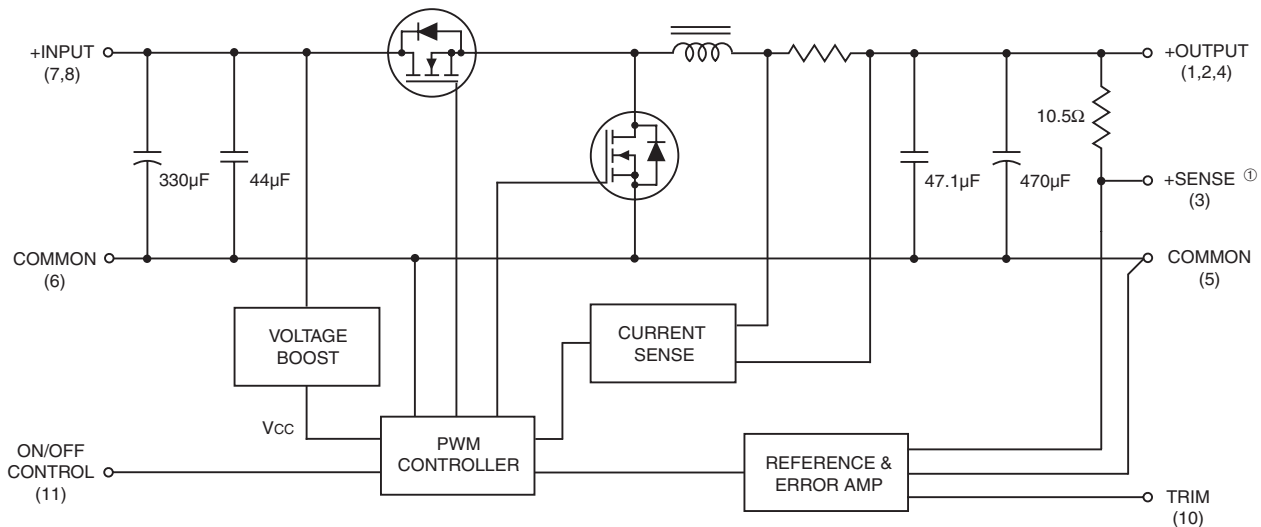 +INPUT
(7,8)
+OUTPUT
(1,2,4)
10.5Ω
330µF
44µF
47.1µF
470µF
+SENSE ①
(3)
COMMON
(6)
COMMON
(5)
VOLTAGE
BOOST
CURRENT
SENSE
VCC
ON/OFF
CONTROL
(11)
PWM
CONTROLLER
REFERENCE &
ERROR AMP
TRIM
(10)